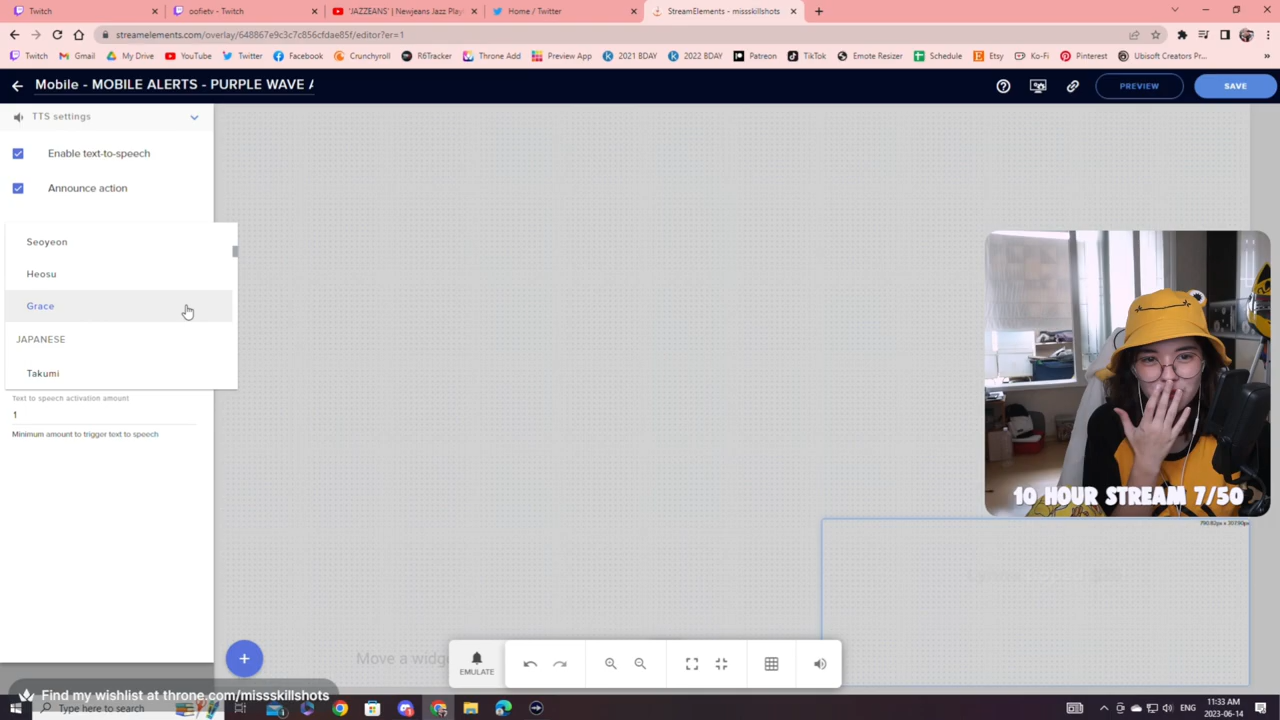 Twitch
oofietv - Twitch
'JAZZEANS' | Newjeans Jazz Play
Home / Twitter
StreamElements - missskillshots
streamelements.com/overlay/648867e9c3c7c856cfdae85f/editor?er=1
Twitch
Gmail
My Drive
YouTube
Twitter
Facebook
Crunchyroll
R6Tracker
Throne Add
Preview App
2021 BDAY
2022 BDAY
Patreon
TikTok
Emote Resizer
Schedule
Etsy
Ko-Fi
Pinterest
Ubisoft Creators Pr...
Mobile - MOBILE ALERTS - PURPLE WAVE
PREVIEW
SAVE
TTS settings
Enable text-to-speech
Announce action
Seoyeon
Heosu
Grace
JAPANESE
Takumi
Text to speech activation amount
1
Minimum amount to trigger text to speech
10 HOUR STREAM 7/50
Move a widge
EMULATE
Find my wishlist at throne.com/missskillshots
Type here to search
ENG
11:33 AM
2023-06-14